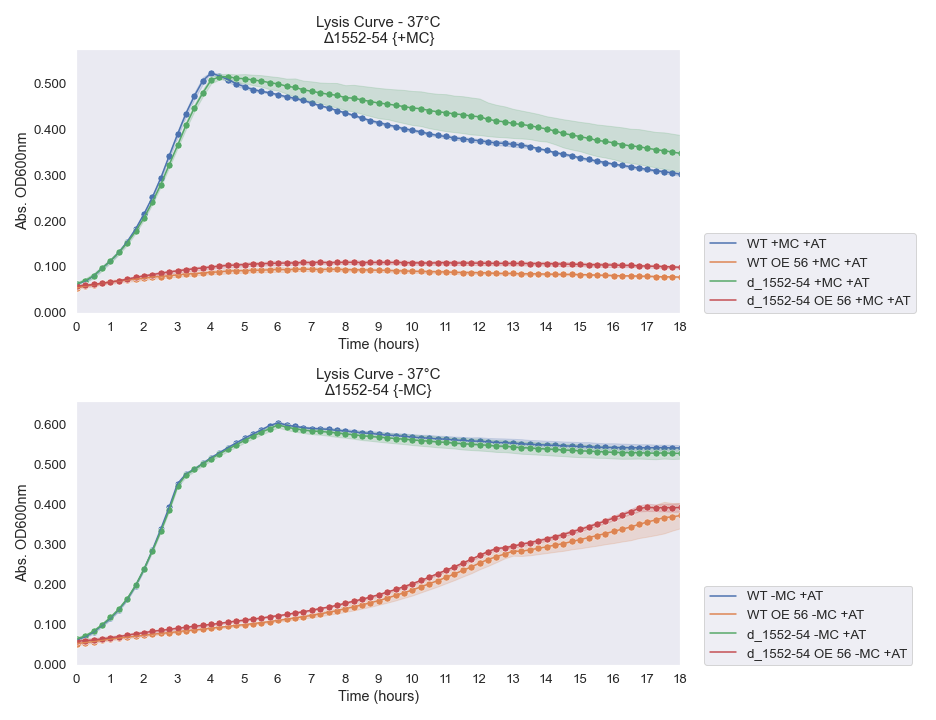 Lysis Curve - 37°C
Δ1552-54 {+MC}
Abs. OD600nm
0.500
0.400
0.300
0.200
0.100
0.000
0 1 2 3 4 5 6 7 8 9 10 11 12 13 14 15 16 17 18
Time (hours)
WT +MC +AT
WT OE 56 +MC +AT
d_1552-54 +MC +AT
d_1552-54 OE 56 +MC +AT
Lysis Curve - 37°C
Δ1552-54 {-MC}
Abs. OD600nm
0.600
0.500
0.400
0.300
0.200
0.100
0.000
0 1 2 3 4 5 6 7 8 9 10 11 12 13 14 15 16 17 18
Time (hours)
WT -MC +AT
WT OE 56 -MC +AT
d_1552-54 -MC +AT
d_1552-54 OE 56 -MC +AT